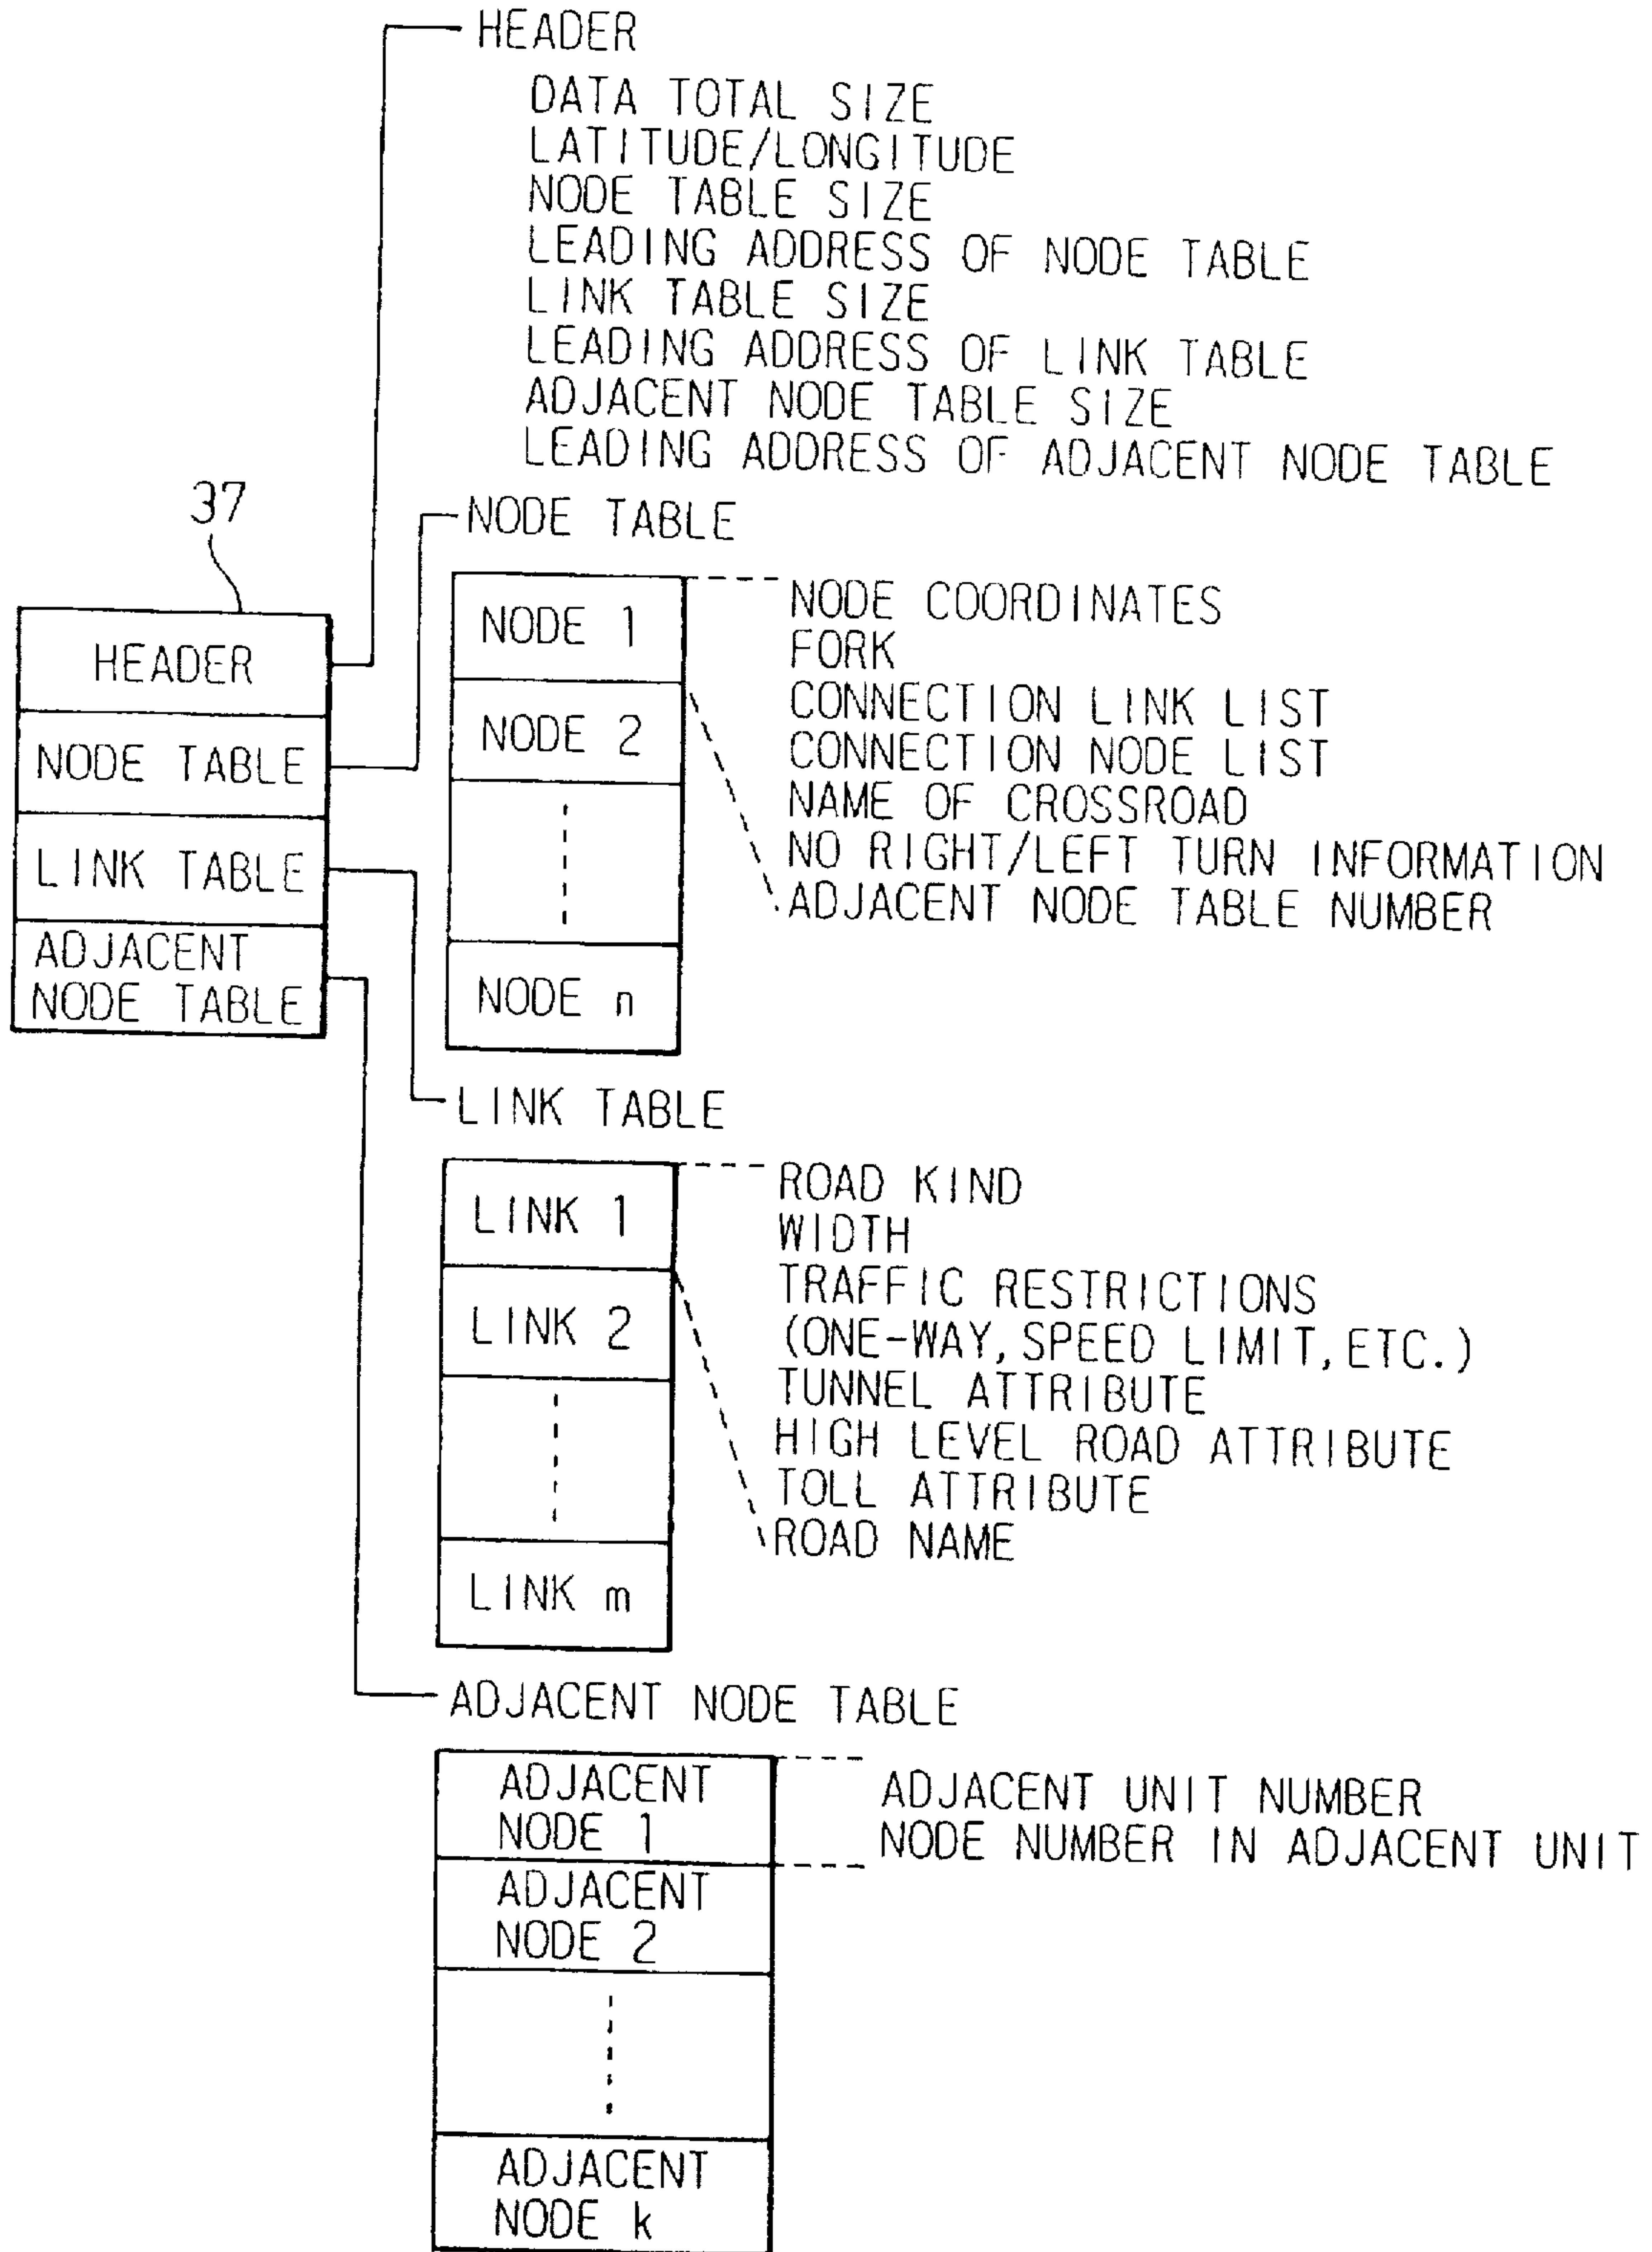 HEADER
DATA TOTAL SIZE
LATITUDE/LONGITUDE
NODE TABLE SIZE
LEADING ADDRESS OF NODE TABLE
LINK TABLE SIZE
LEADING ADDRESS OF LINK TABLE
ADJACENT NODE TABLE SIZE
LEADING ADDRESS OF ADJACENT NODE TABLE
37
HEADER
NODE TABLE
LINK TABLE
ADJACENT
NODE TABLE
NODE TABLE
NODE 1
NODE 2
NODE n
NODE COORDINATES
FORK
CONNECTION LINK LIST
CONNECTION NODE LIST
NAME OF CROSSROAD
NO RIGHT/LEFT TURN INFORMATION
ADJACENT NODE TABLE NUMBER
LINK TABLE
LINK 1
LINK 2
LINK m
ROAD KIND
WIDTH
TRAFFIC RESTRICTIONS
(ONE-WAY, SPEED LIMIT, ETC.)
TUNNEL ATTRIBUTE
HIGH LEVEL ROAD ATTRIBUTE
TOLL ATTRIBUTE
ROAD NAME
ADJACENT NODE TABLE
ADJACENT
NODE 1
ADJACENT
NODE 2
ADJACENT
NODE k
ADJACENT UNIT NUMBER
NODE NUMBER IN ADJACENT UNIT